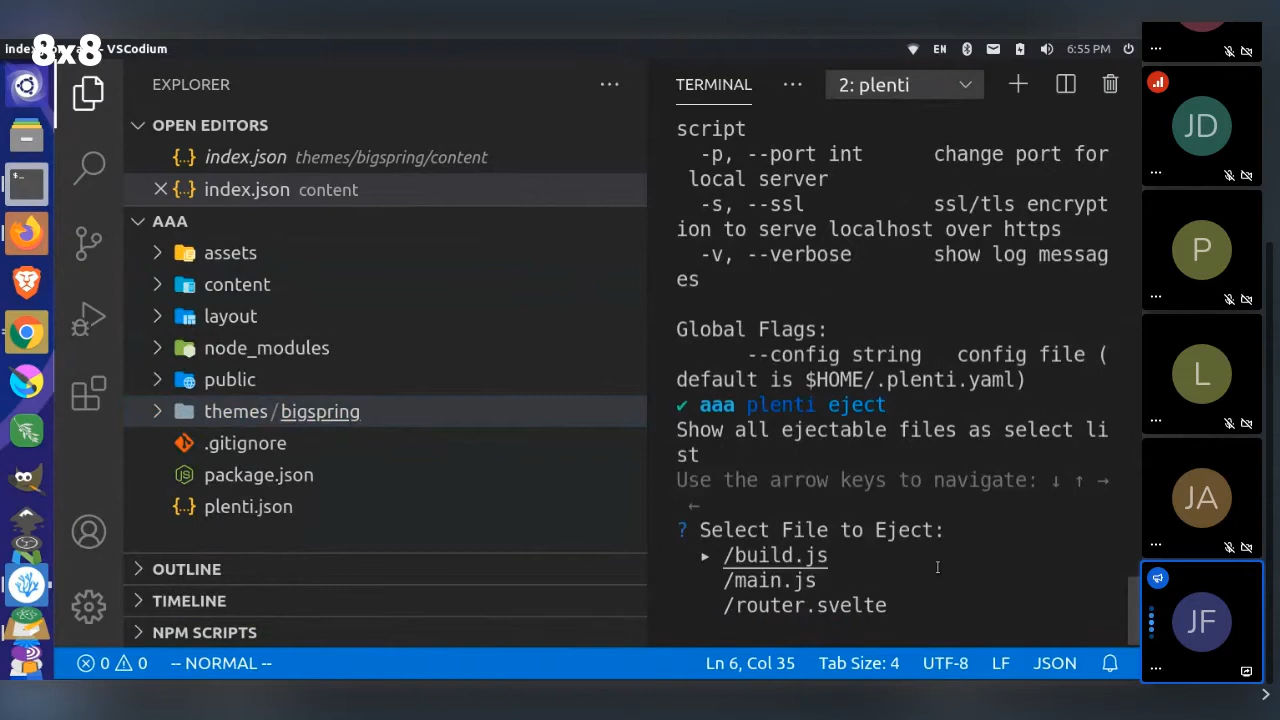 8x8
- VSCodium
EN
6:55 PM
EXPLORER
OPEN EDITORS
index.json themes/bigspring/content
index.json content
AAA
assets
content
layout
node_modules
public
themes / bigspring
.gitignore
package.json
plenti.json
OUTLINE
TIMELINE
NPM SCRIPTS
TERMINAL
2: plenti
script
-p, --port int change port for
local server
-s, --ssl ssl/tls encrypt
ion to serve localhost over https
-v, --verbose show log messag
es
Global Flags:
--config string config file (
default is $HOME/.plenti.yaml)
✔ aaa plenti eject
Show all ejectable files as select li
st
Use the arrow keys to navigate: ↓ ↑ →
←
? Select File to Eject:
▸ /build.js
/main.js
/router.svelte
0 0 -- NORMAL -- Ln 6, Col 35 Tab Size: 4 UTF-8 LF JSON
JD
P
L
JA
JF